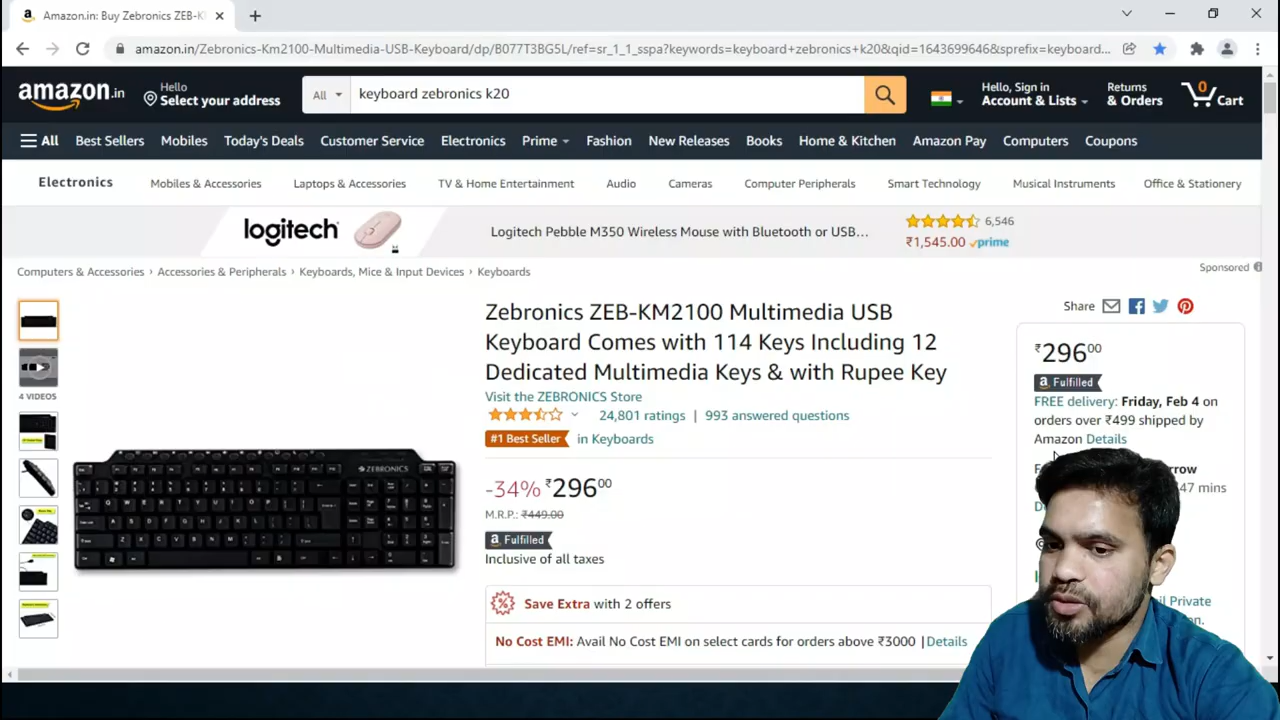 Amazon.in: Buy Zebronics ZEB-K
amazon.in/Zebronics-Km2100-Multimedia-USB-Keyboard/dp/B077T3BG5L/ref=sr_1_1_sspa?keywords=keyboard+zebronics+k20&qid=1643699646&sprefix=keyboard...
amazon.in
Hello
Select your address
All
keyboard zebronics k20
Hello, Sign in
Account & Lists
Returns
& Orders
0
Cart
All Best Sellers Mobiles Today's Deals Customer Service Electronics Prime Fashion New Releases Books Home & Kitchen Amazon Pay Computers Coupons
Electronics Mobiles & Accessories Laptops & Accessories TV & Home Entertainment Audio Cameras Computer Peripherals Smart Technology Musical Instruments Office & Stationery
logitech
Logitech Pebble M350 Wireless Mouse with Bluetooth or USB...
6,546
₹1,545.00 prime
Computers & Accessories › Accessories & Peripherals › Keyboards, Mice & Input Devices › Keyboards
Sponsored
4 VIDEOS
ZEBRONICS
Zebronics ZEB-KM2100 Multimedia USB
Keyboard Comes with 114 Keys Including 12
Dedicated Multimedia Keys & with Rupee Key
Visit the ZEBRONICS Store
24,801 ratings | 993 answered questions
#1 Best Seller in Keyboards
-34% ₹29600
M.R.P.: ₹449.00
Fulfilled
Inclusive of all taxes
Save Extra with 2 offers
No Cost EMI: Avail No Cost EMI on select cards for orders above ₹3000 | Details
Share
₹29600
Fulfilled
FREE delivery: Friday, Feb 4 on
orders over ₹499 shipped by
Amazon Details
47 mins
Private